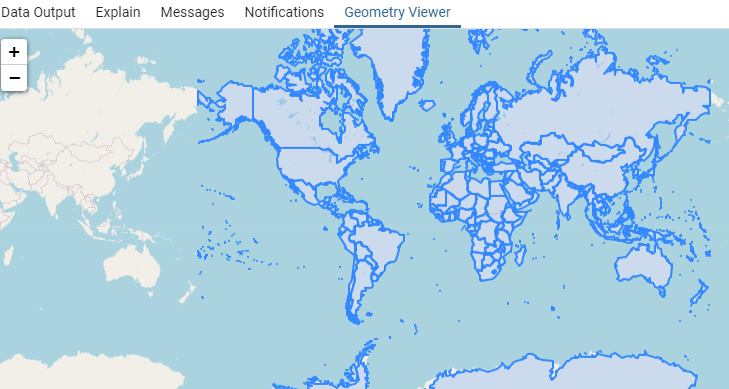 Data Output Explain Messages Notifications Geometry Viewer
+
−